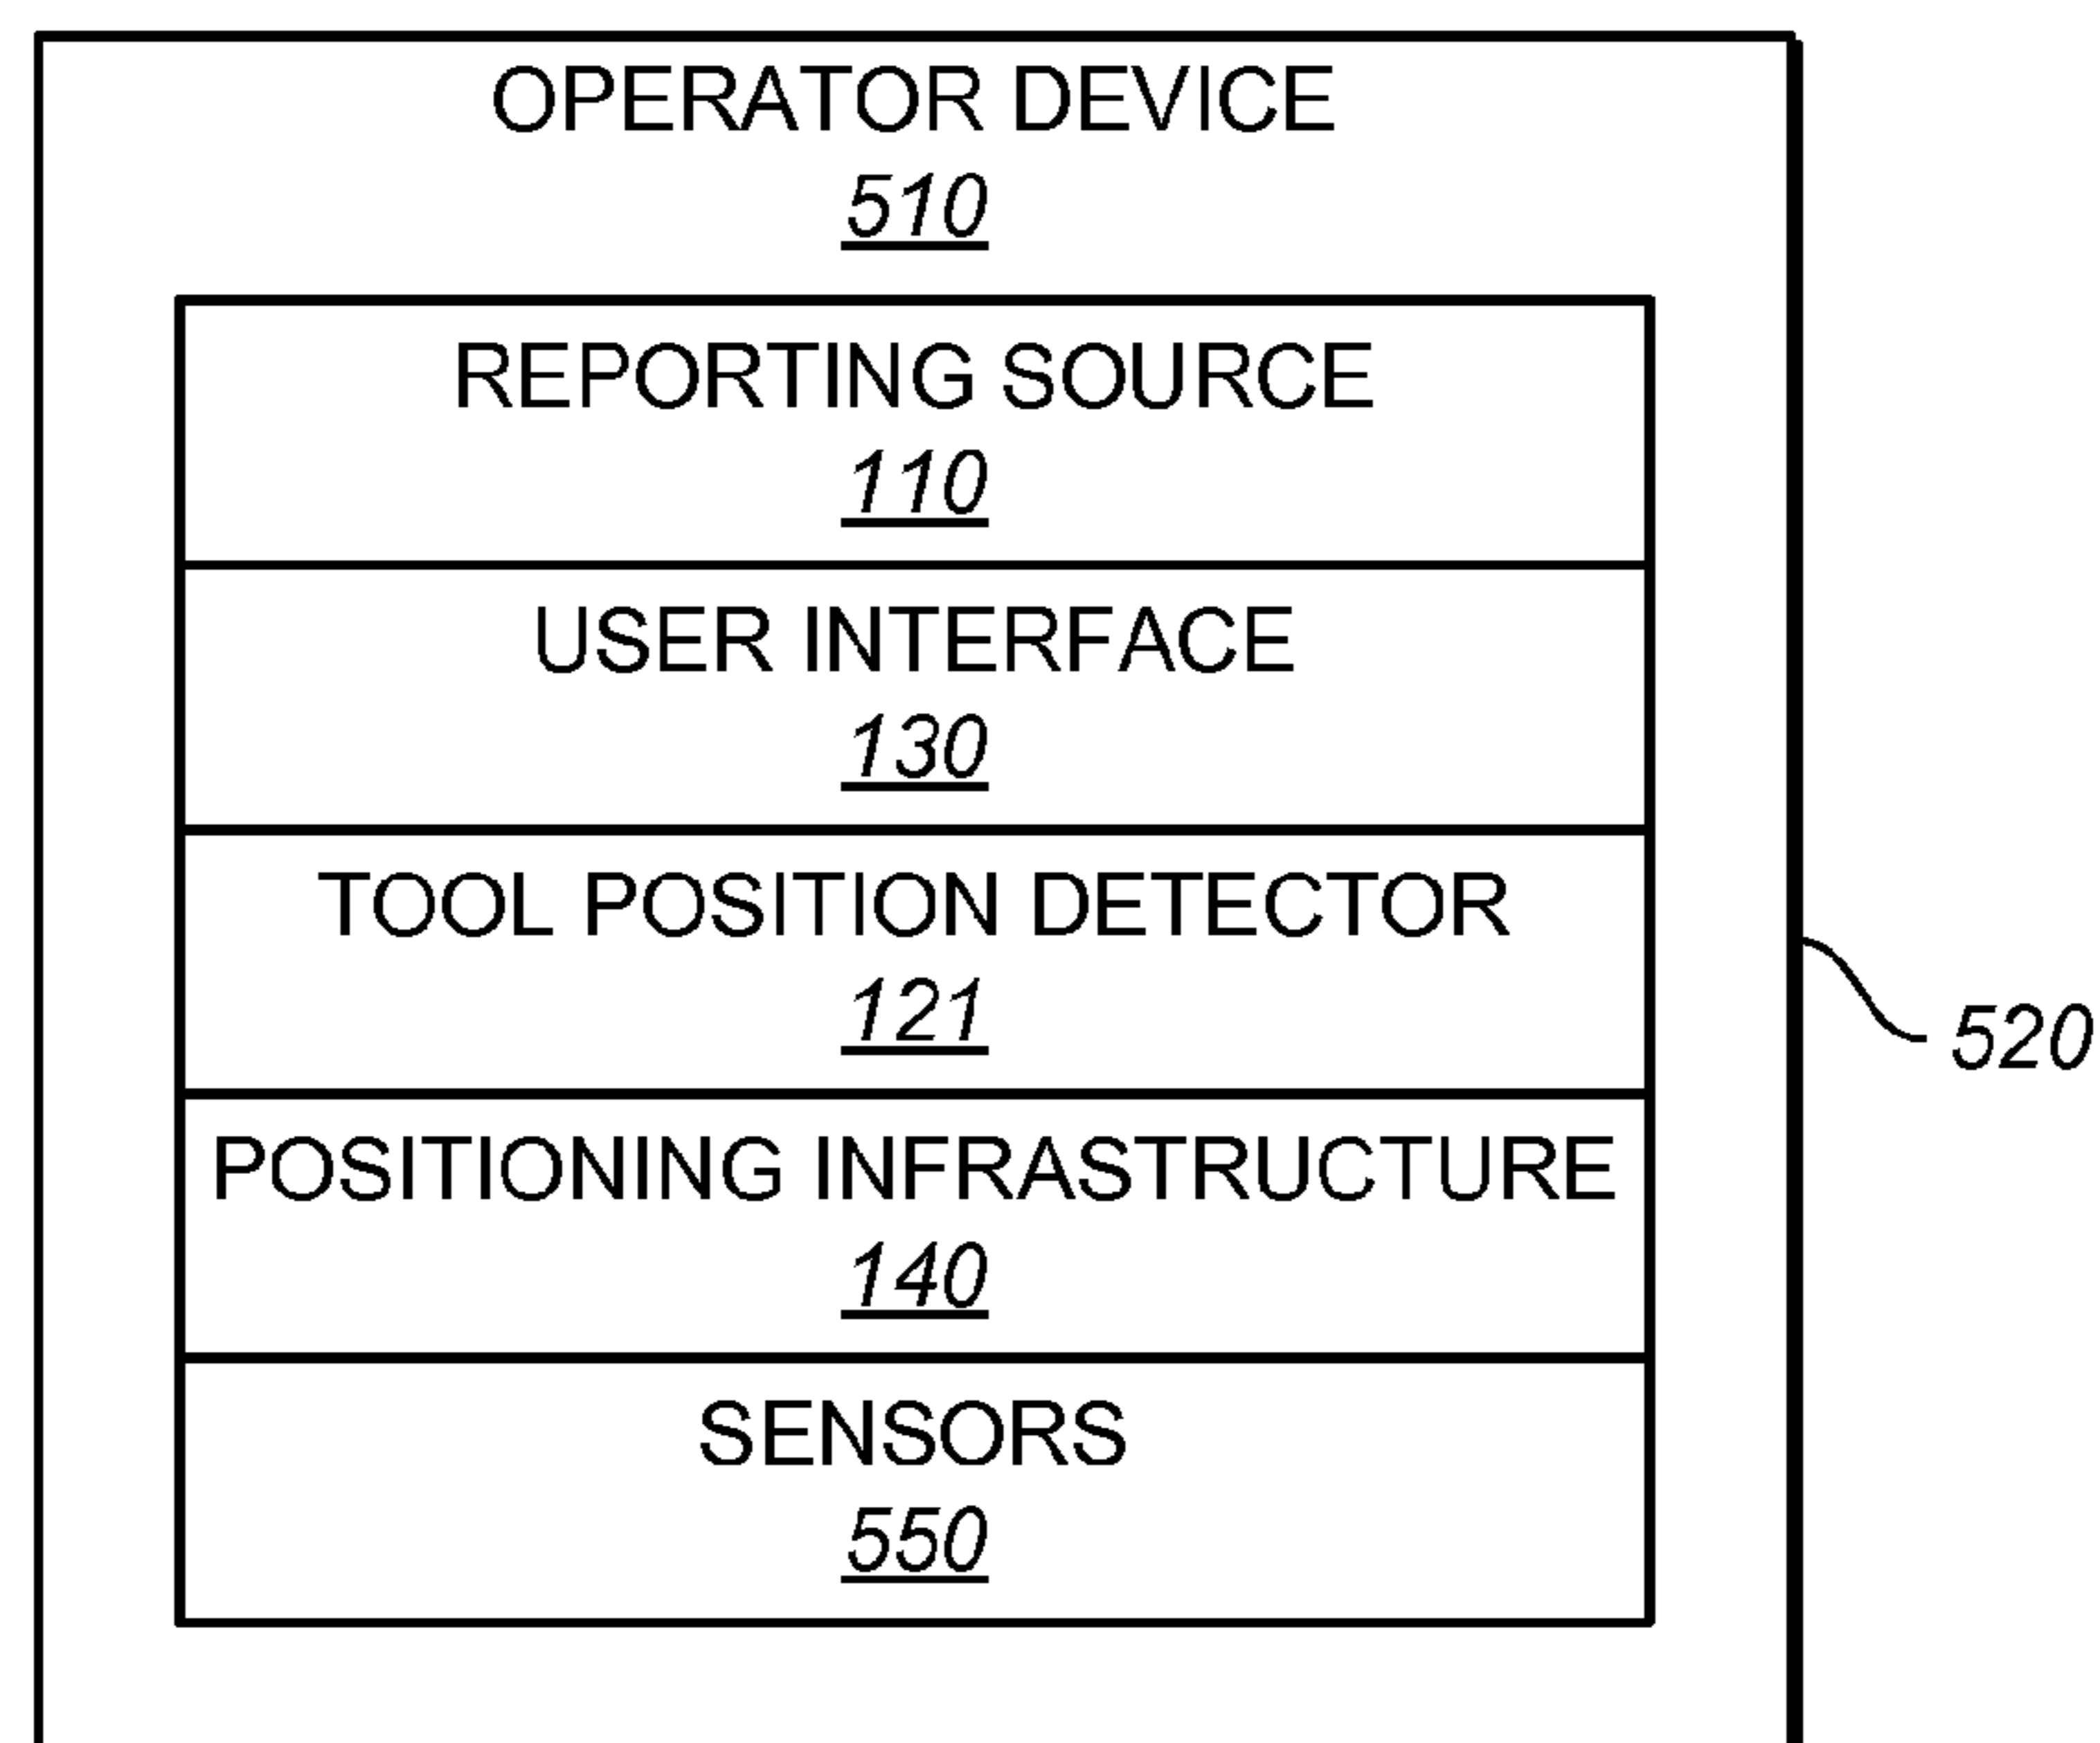 OPERATOR DEVICE
510
REPORTING SOURCE
110
USER INTERFACE
130
TOOL POSITION DETECTOR
121
520
POSITIONING INFRASTRUCTURE
140
SENSORS
550